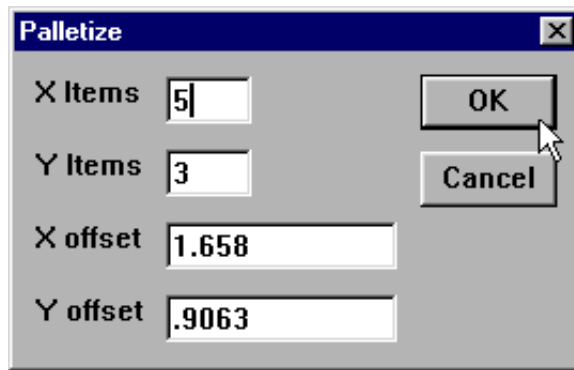 Palletize
X Items 5 OK
Y Items 3 Cancel
X offset 1.658
Y offset .9063